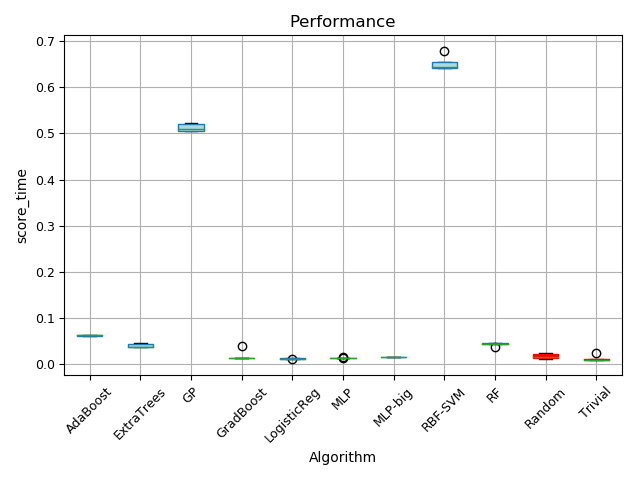 Performance
0.7
0.6
0.5
0.4
0.3
0.2
0.1
0.0
score_time
AdaBoost
ExtraTrees
GP
GradBoost
LogisticReg
MLP
MLP-big
RBF-SVM
RF
Random
Trivial
Algorithm